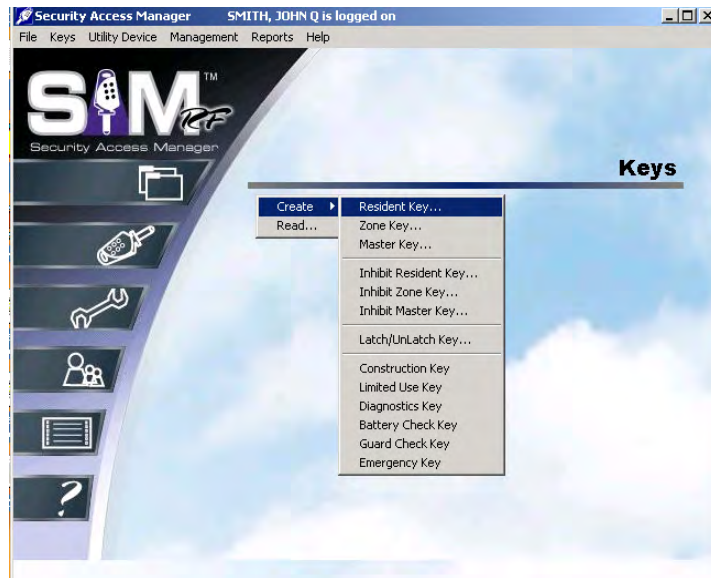 Security Access Manager SMITH, JOHN Q is logged on
File Keys Utility Device Management Reports Help
SAM TM
RF
Security Access Manager
Keys
Create
Read...
Resident Key...
Zone Key...
Master Key...
Inhibit Resident Key...
Inhibit Zone Key...
Inhibit Master Key...
Latch/UnLatch Key...
Construction Key
Limited Use Key
Diagnostics Key
Battery Check Key
Guard Check Key
Emergency Key
?